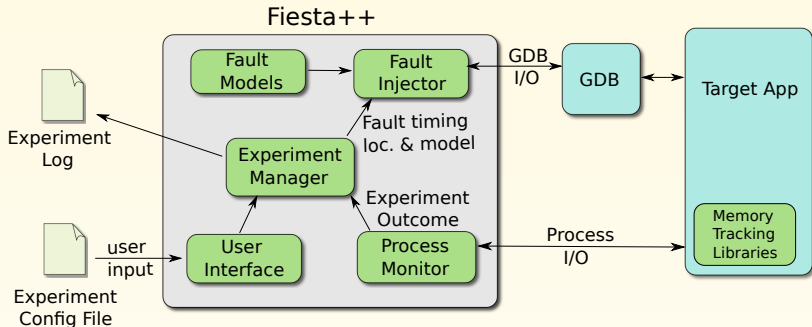 Fiesta++
Fault
Models
Fault
Injector
GDB
I/O
GDB
Target App
Experiment
Log
Fault timing
loc. & model
Experiment
Manager
Experiment
Outcome
user
input
User
Interface
Process
Monitor
Process
I/O
Memory
Tracking
Libraries
Experiment
Config File